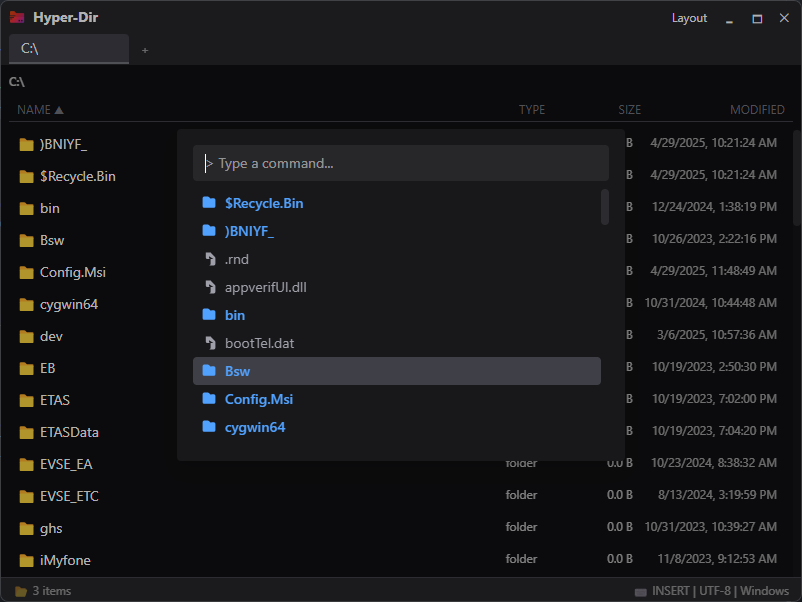 Hyper-Dir Layout
C:\ +
C:\
NAME ▲ TYPE SIZE MODIFIED
> Type a command...
$Recycle.Bin
)BNIYF_
.rnd
appverifUI.dll
bin
bootTel.dat
Bsw
Config.Msi
cygwin64
)BNIYF_ B 4/29/2025, 10:21:24 AM
$Recycle.Bin B 4/29/2025, 10:21:24 AM
bin B 12/24/2024, 1:38:19 PM
Bsw B 10/26/2023, 2:22:16 PM
Config.Msi B 4/29/2025, 11:48:49 AM
cygwin64 B 10/31/2024, 10:44:48 AM
dev B 3/6/2025, 10:57:36 AM
EB B 10/19/2023, 2:50:30 PM
ETAS B 10/19/2023, 7:02:00 PM
ETASData B 10/19/2023, 7:04:20 PM
EVSE_EA folder 0.0 B 10/23/2024, 8:38:32 AM
EVSE_ETC folder 0.0 B 8/13/2024, 3:19:59 PM
ghs folder 0.0 B 10/31/2023, 10:39:27 AM
iMyfone folder 0.0 B 11/8/2023, 9:12:53 AM
3 items INSERT | UTF-8 | Windows